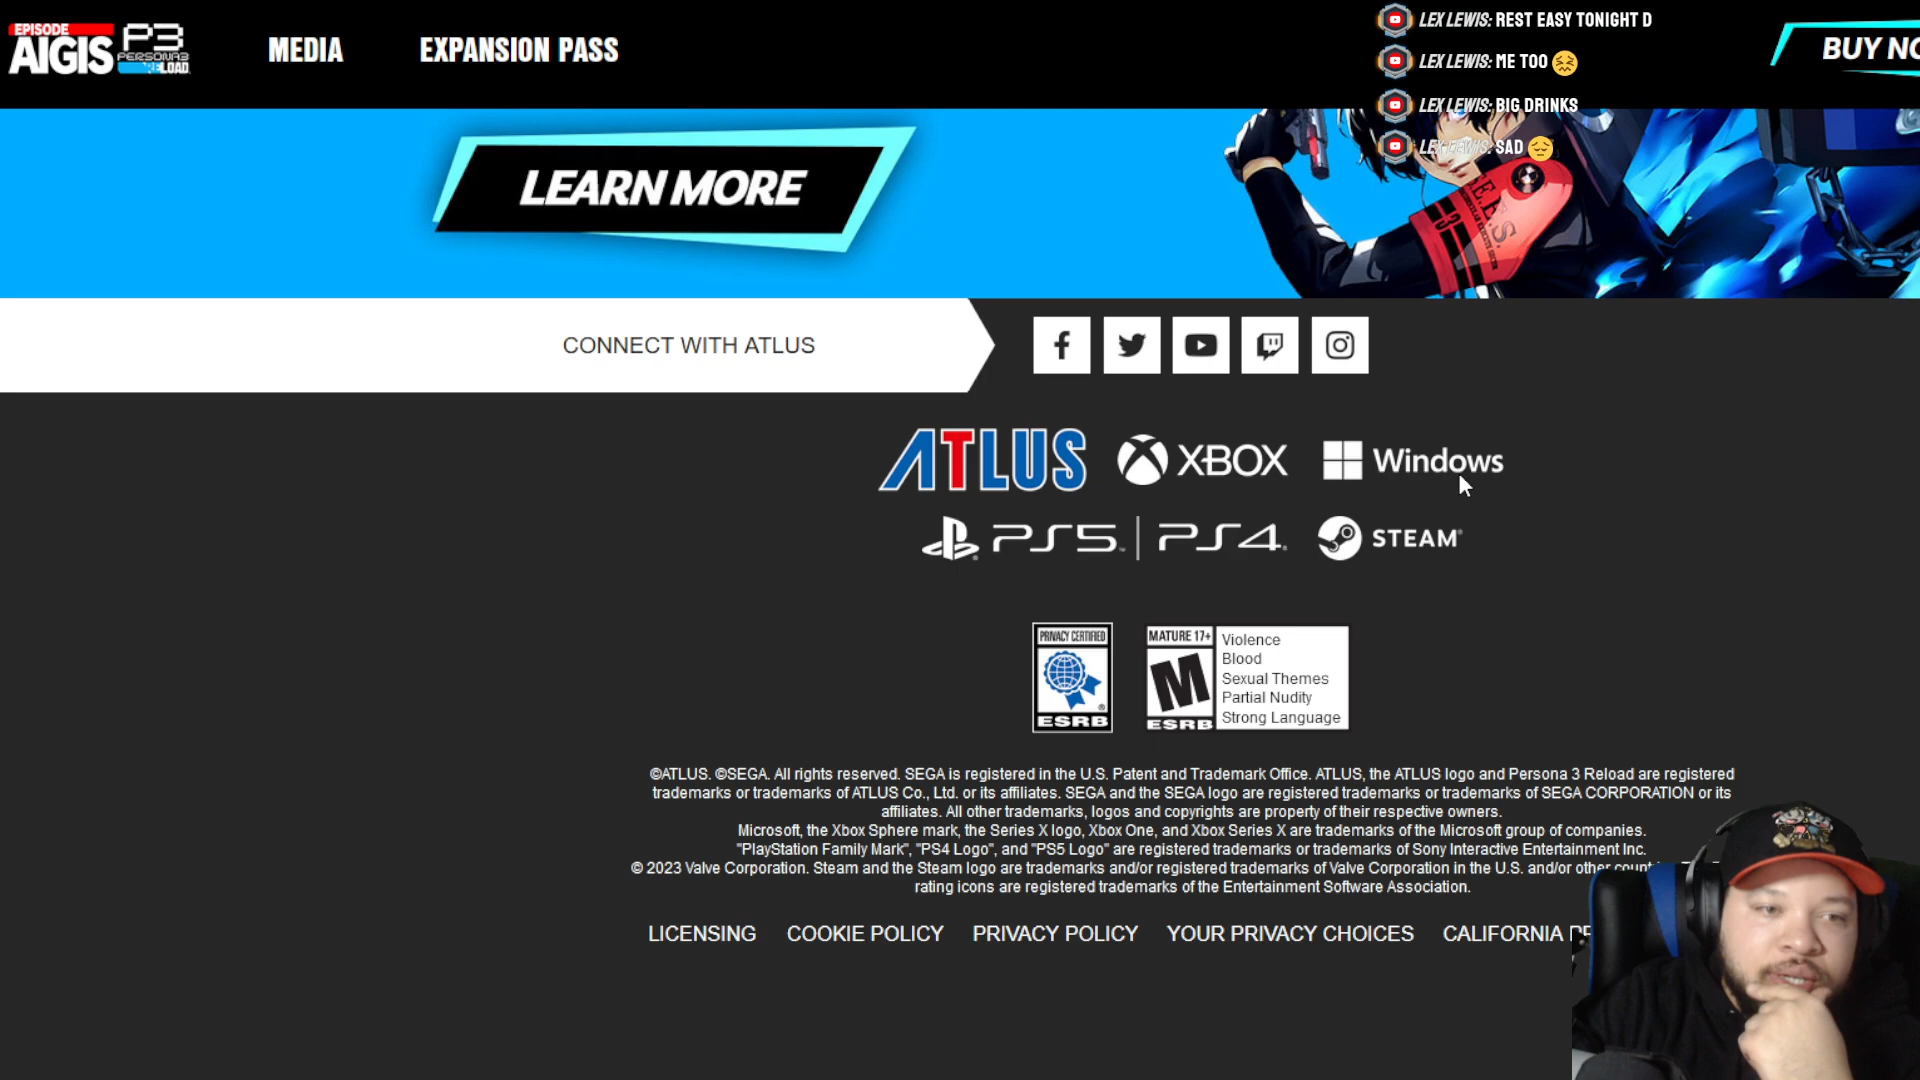 EPISODE
AIGIS
P3
PERSONA3
RELOAD
MEDIA
EXPANSION PASS
LEX LEWIS: REST EASY TONIGHT D
LEX LEWIS: ME TOO 😖
LEX LEWIS: BIG DRINKS
LEX LEWIS: SAD 😔
BUY NO
LEARN MORE
S.E.E.S.
3
CONNECT WITH ATLUS
ATLUS
XBOX
Windows
PS5™ | PS4®
STEAM®
PRIVACY CERTIFIED
ESRB
MATURE 17+
M
ESRB
Violence
Blood
Sexual Themes
Partial Nudity
Strong Language
©ATLUS. ©SEGA. All rights reserved. SEGA is registered in the U.S. Patent and Trademark Office. ATLUS, the ATLUS logo and Persona 3 Reload are registered
trademarks or trademarks of ATLUS Co., Ltd. or its affiliates. SEGA and the SEGA logo are registered trademarks or trademarks of SEGA CORPORATION or its
affiliates. All other trademarks, logos and copyrights are property of their respective owners.
Microsoft, the Xbox Sphere mark, the Series X logo, Xbox One, and Xbox Series X are trademarks of the Microsoft group of companies.
"PlayStation Family Mark", "PS4 Logo", and "PS5 Logo" are registered trademarks or trademarks of Sony Interactive Entertainment Inc.
© 2023 Valve Corporation. Steam and the Steam logo are trademarks and/or registered trademarks of Valve Corporation in the U.S. and/or other
rating icons are registered trademarks of the Entertainment Software Association.
LICENSING
COOKIE POLICY
PRIVACY POLICY
YOUR PRIVACY CHOICES
CALIFORNIA